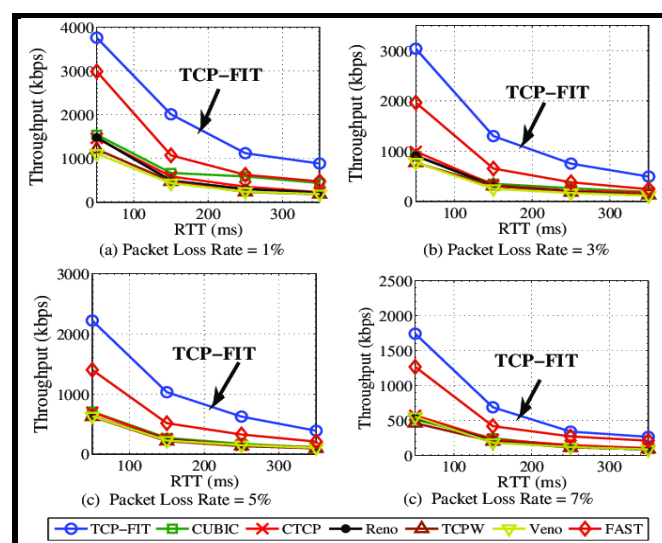 4000
3000
2000
1000
0
Throughput (kbps)
TCP-FIT
100
200
300
RTT (ms)
(a) Packet Loss Rate = 1%
3000
2000
1000
0
Throughput (kbps)
TCP-FIT
100
200
300
RTT (ms)
(b) Packet Loss Rate = 3%
3000
2000
1000
0
Throughput (kbps)
TCP-FIT
100
200
300
RTT (ms)
(c) Packet Loss Rate = 5%
2500
2000
1500
1000
500
0
Throughput (kbps)
TCP-FIT
100
200
300
RTT (ms)
(c) Packet Loss Rate = 7%
TCP-FIT CUBIC CTCP Reno TCPW Veno FAST